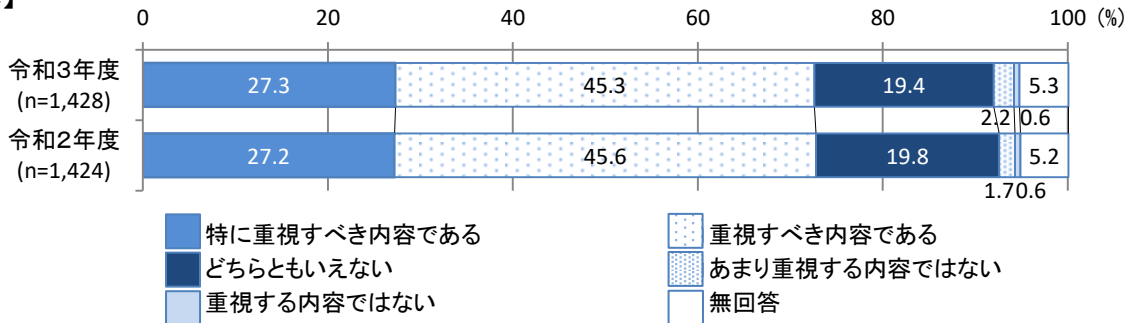 】
0 20 40 60 80 100 (%)
令和3年度
(n=1,428)
27.3 45.3 19.4 5.3
2.2 0.6
令和2年度
(n=1,424)
27.2 45.6 19.8 5.2
1.7 0.6
特に重視すべき内容である 重視すべき内容である
どちらともいえない あまり重視する内容ではない
重視する内容ではない 無回答